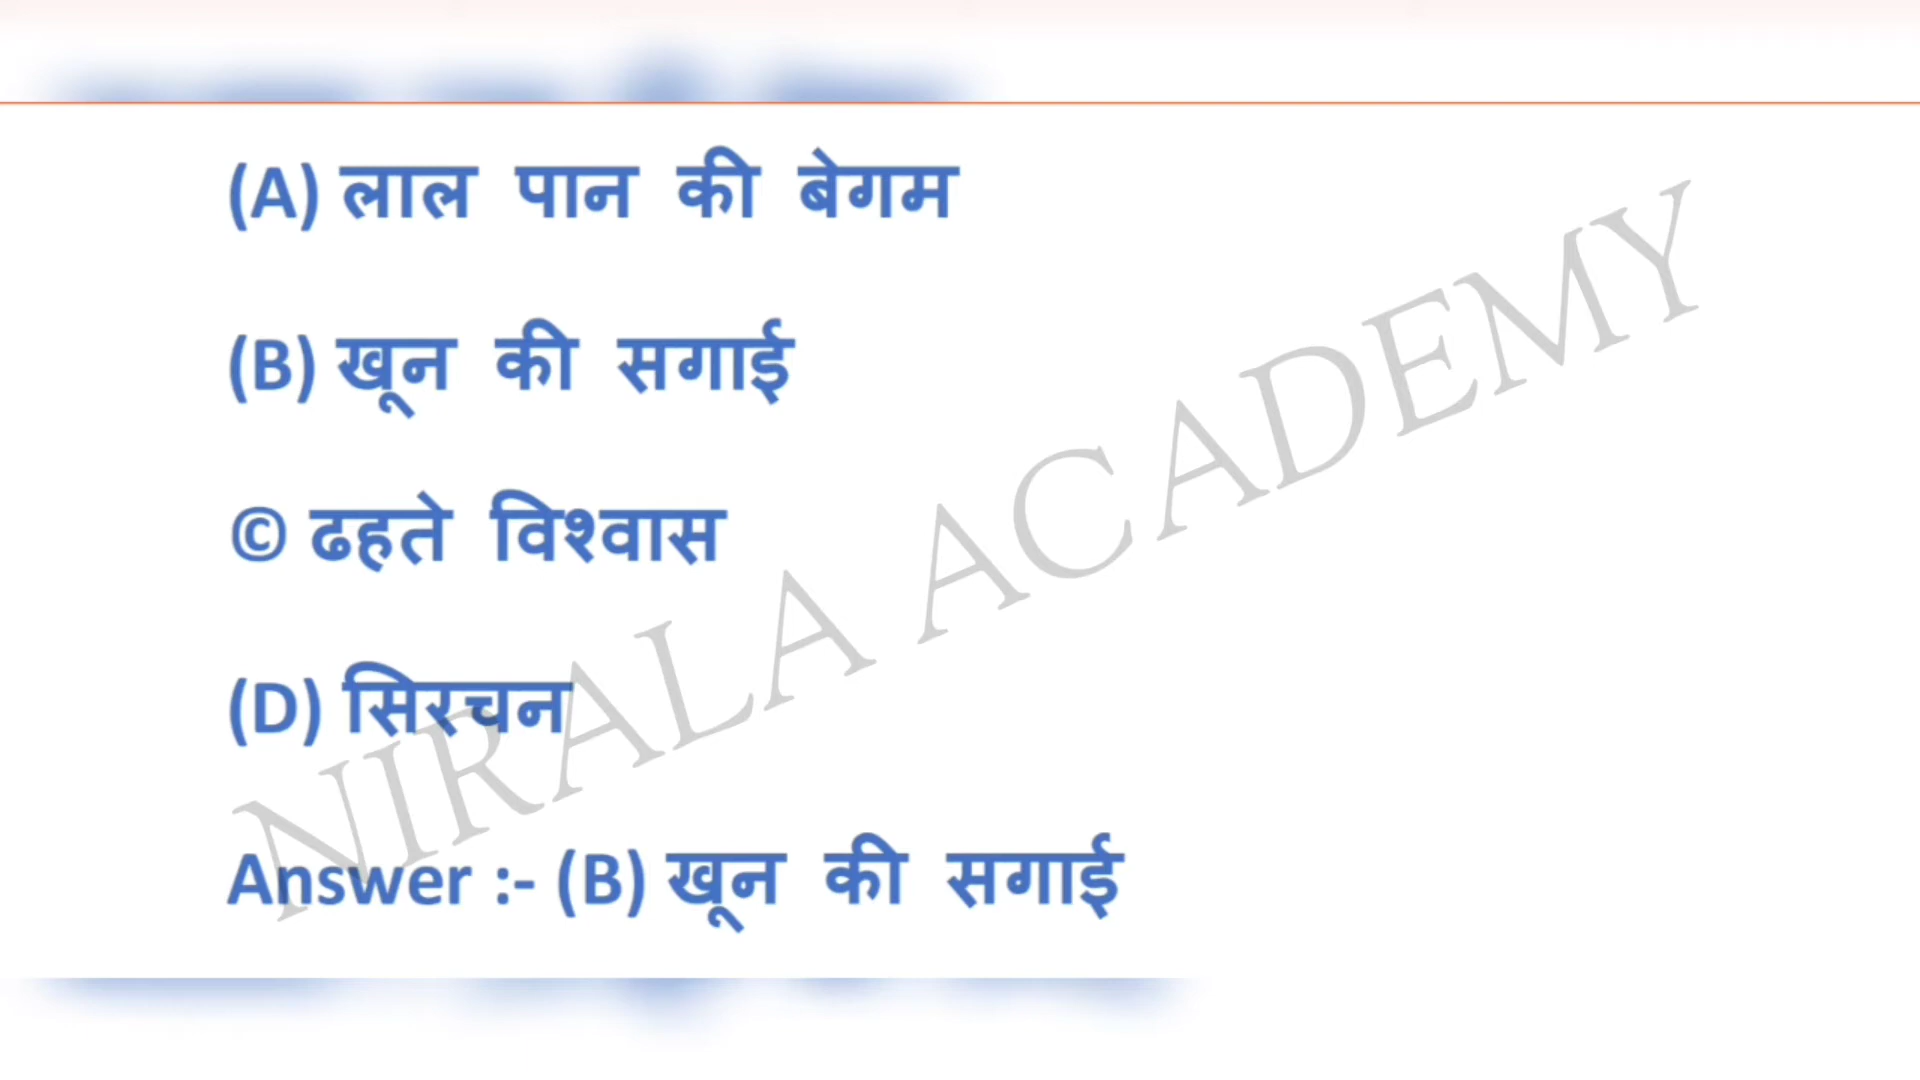 (A) लाल पान की बेगम
(B) खून की सगाई
© ढहते विश्वास
(D) सिरचन
Answer :- (B) खून की सगाई
NIRALA ACADEMY